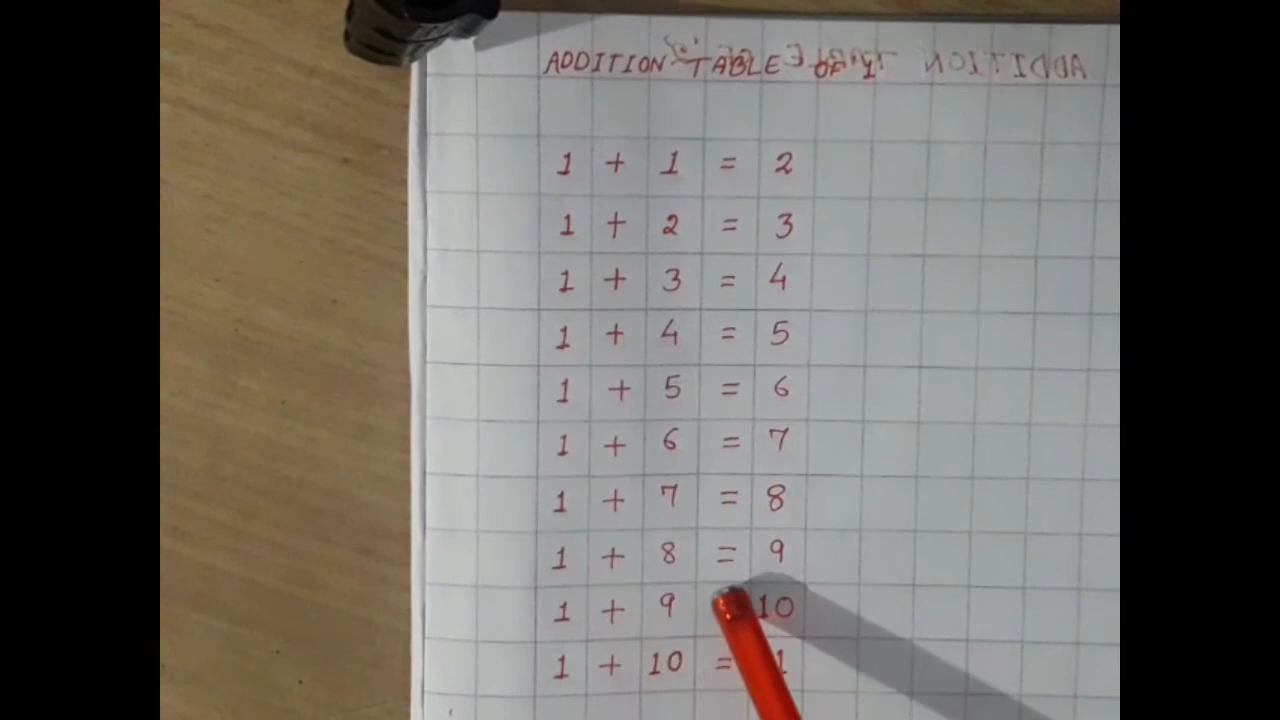 ADDITION TABLE OF 1
1 + 1 = 2
1 + 2 = 3
1 + 3 = 4
1 + 4 = 5
1 + 5 = 6
1 + 6 = 7
1 + 7 = 8
1 + 8 = 9
1 + 9 10
1 + 10 = 1